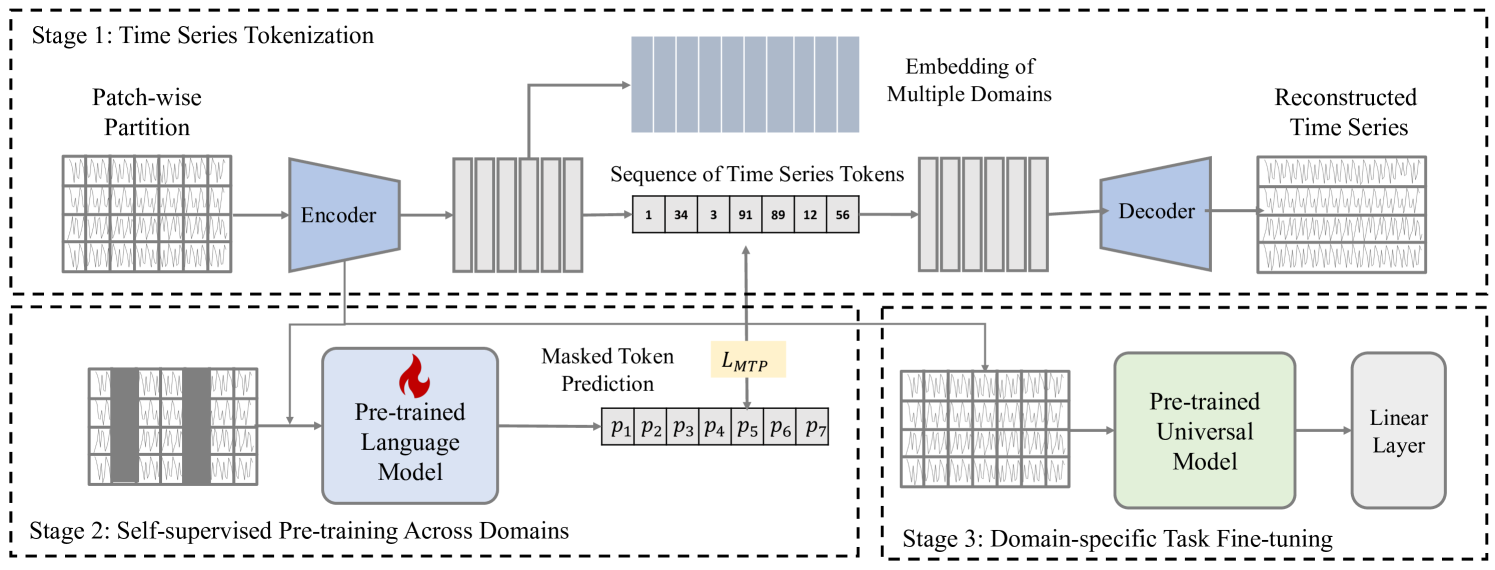 Stage 1: Time Series Tokenization
Patch-wise
Partition
Encoder
Embedding of
Multiple Domains
Sequence of Time Series Tokens
1 34 3 91 89 12 56
Decoder
Reconstructed
Time Series
Pre-trained
Language
Model
Masked Token
Prediction
L_MTP
p_1 p_2 p_3 p_4 p_5 p_6 p_7
Stage 2: Self-supervised Pre-training Across Domains
Pre-trained
Universal
Model
Linear
Layer
Stage 3: Domain-specific Task Fine-tuning